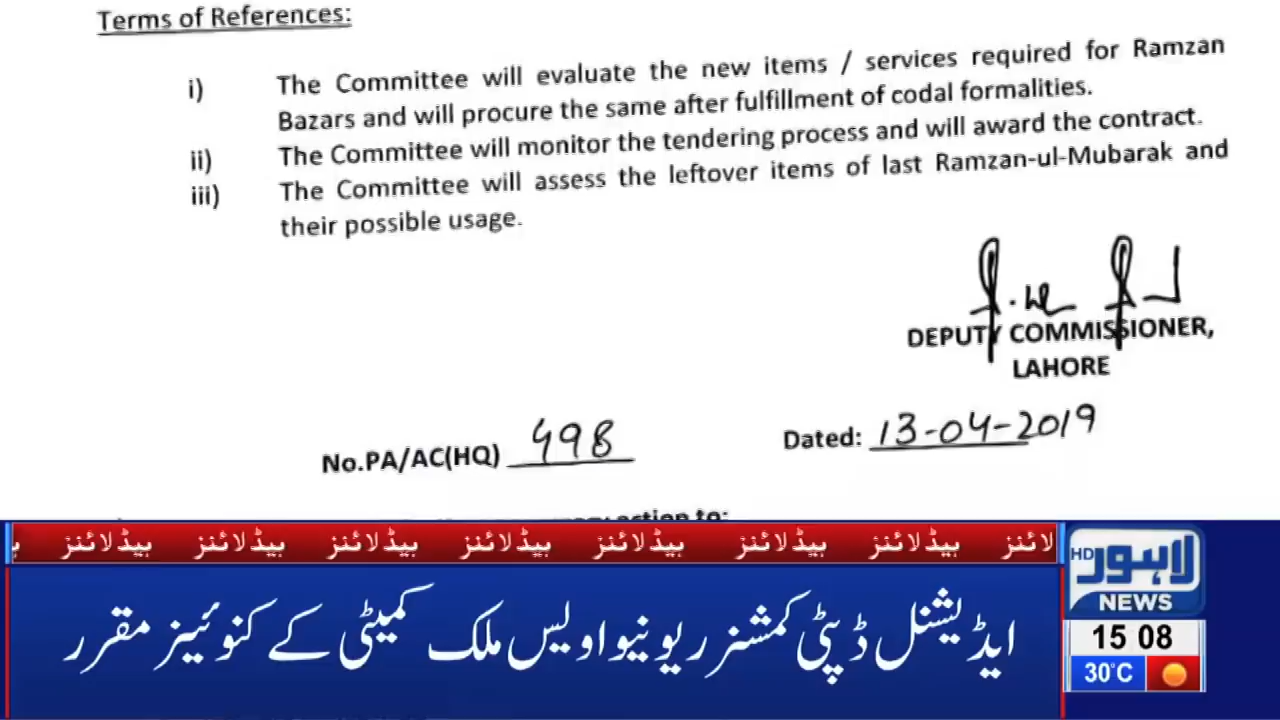 Terms of References:
i) The Committee will evaluate the new items / services required for Ramzan
Bazars and will procure the same after fulfillment of codal formalities.
ii) The Committee will monitor the tendering process and will award the contract.
iii) The Committee will assess the leftover items of last Ramzan-ul-Mubarak and
their possible usage.
DEPUTY COMMISSIONER,
LAHORE
No.PA/AC(HQ) 498 Dated: 13-04-2019
action to:
ہیڈلائنز ہیڈلائنز ہیڈلائنز ہیڈلائنز ہیڈلائنز ہیڈلائنز ہیڈلائنز
ایڈیشنل ڈپٹی کمشنر ریونیو اویس ملک کمیٹی کے کنوئینر مقرر
HD لاہور
NEWS
15 08
30°C